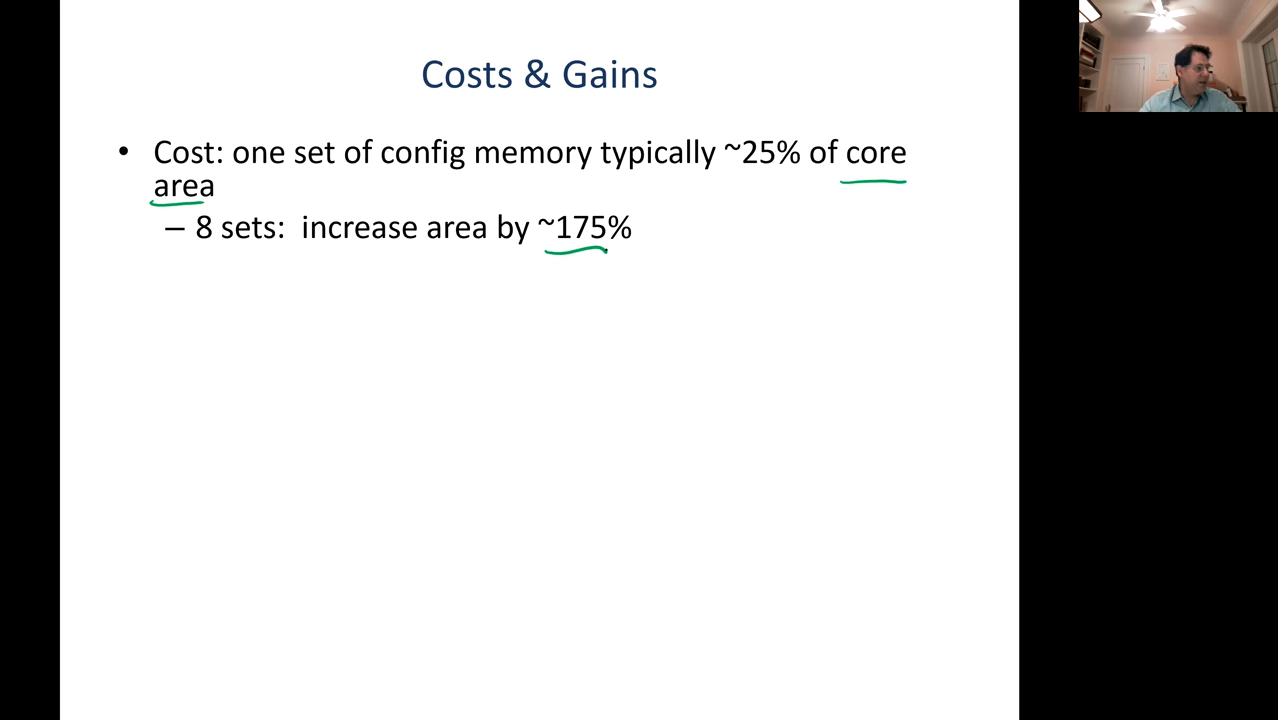 Costs & Gains
• Cost: one set of config memory typically ~25% of core
area
– 8 sets:  increase area by ~175%